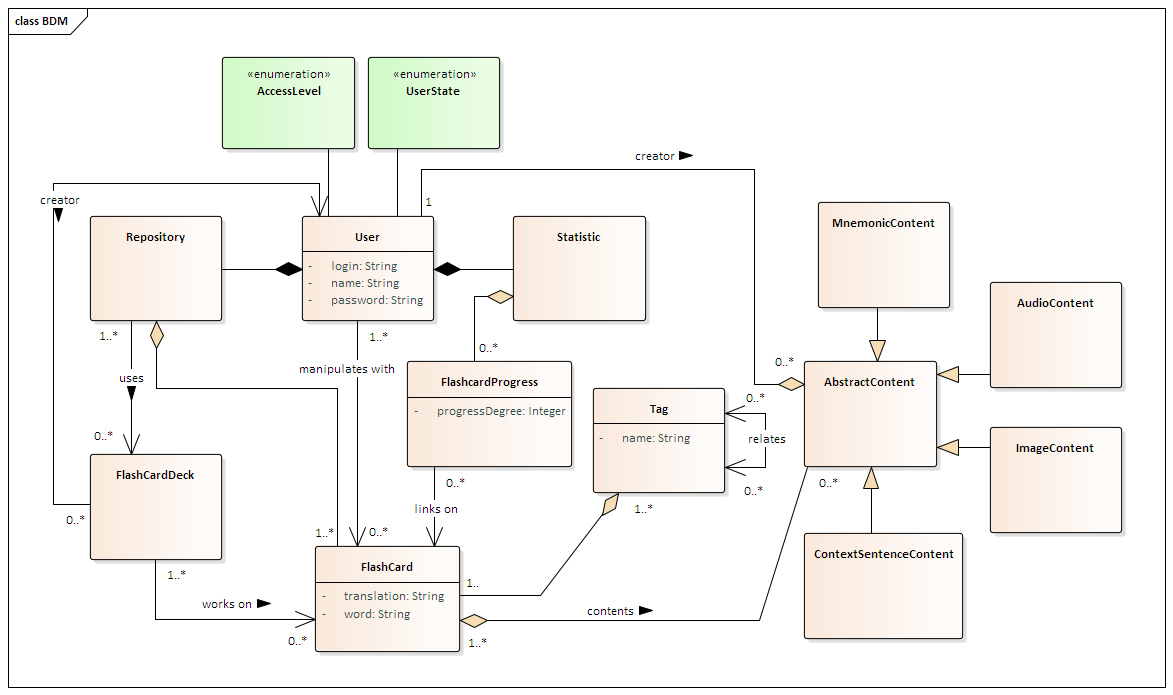 class BDM
«enumeration»
AccessLevel
«enumeration»
UserState
creator
creator
1
Repository
User
- login: String
- name: String
- password: String
Statistic
MnemonicContent
AudioContent
1..*
1..*
0..*
0..*
uses
manipulates with
FlashcardProgress
- progressDegree: Integer
Tag
- name: String
0..*
relates
0..*
AbstractContent
ImageContent
0..*
FlashCardDeck
0..*
0..*
links on
1..*
0..*
1..*
0..*
ContextSentenceContent
FlashCard
- translation: String
- word: String
1..
1..*
works on
0..*
contents
1..*